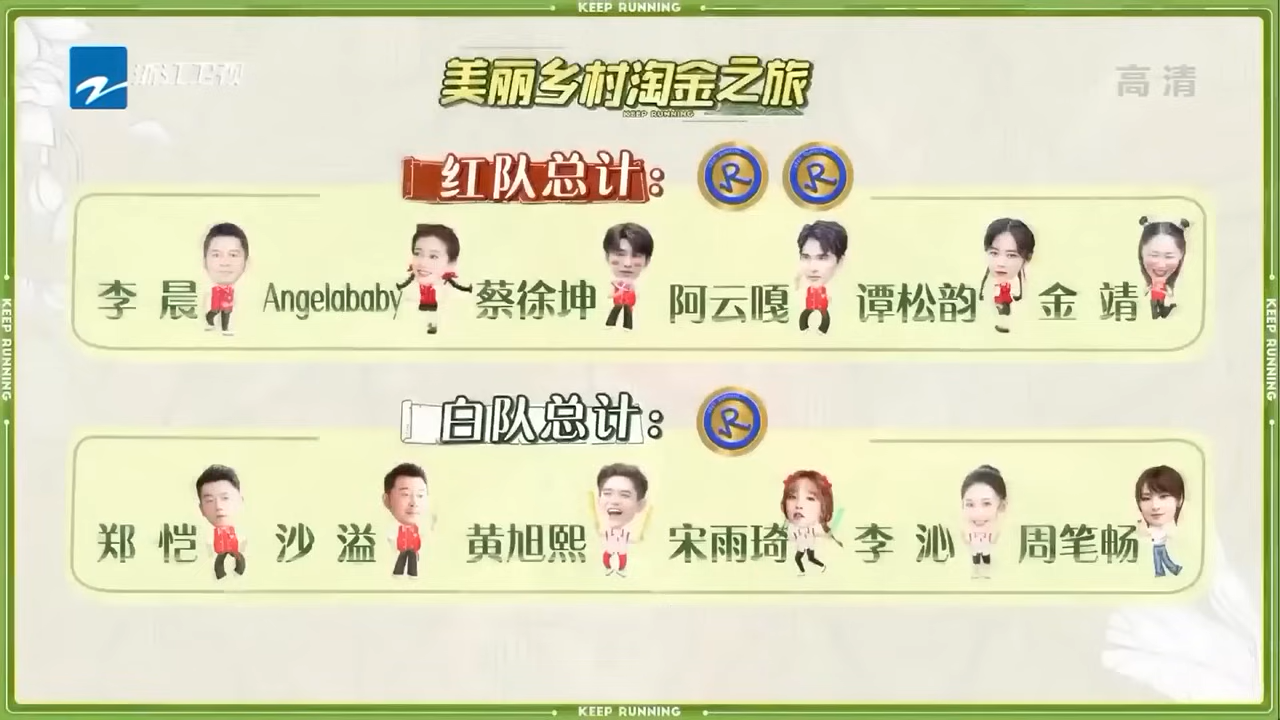 KEEP RUNNING
浙江卫视
高清
美丽乡村淘金之旅
KEEP RUNNING
红队总计：
李晨 Angelababy 蔡徐坤 阿云嘎 谭松韵 金靖
KEEP RUNNING
KEEP RUNNING
白队总计：
郑恺 沙溢 黄旭熙 宋雨琦 李沁 周笔畅
KEEP RUNNING